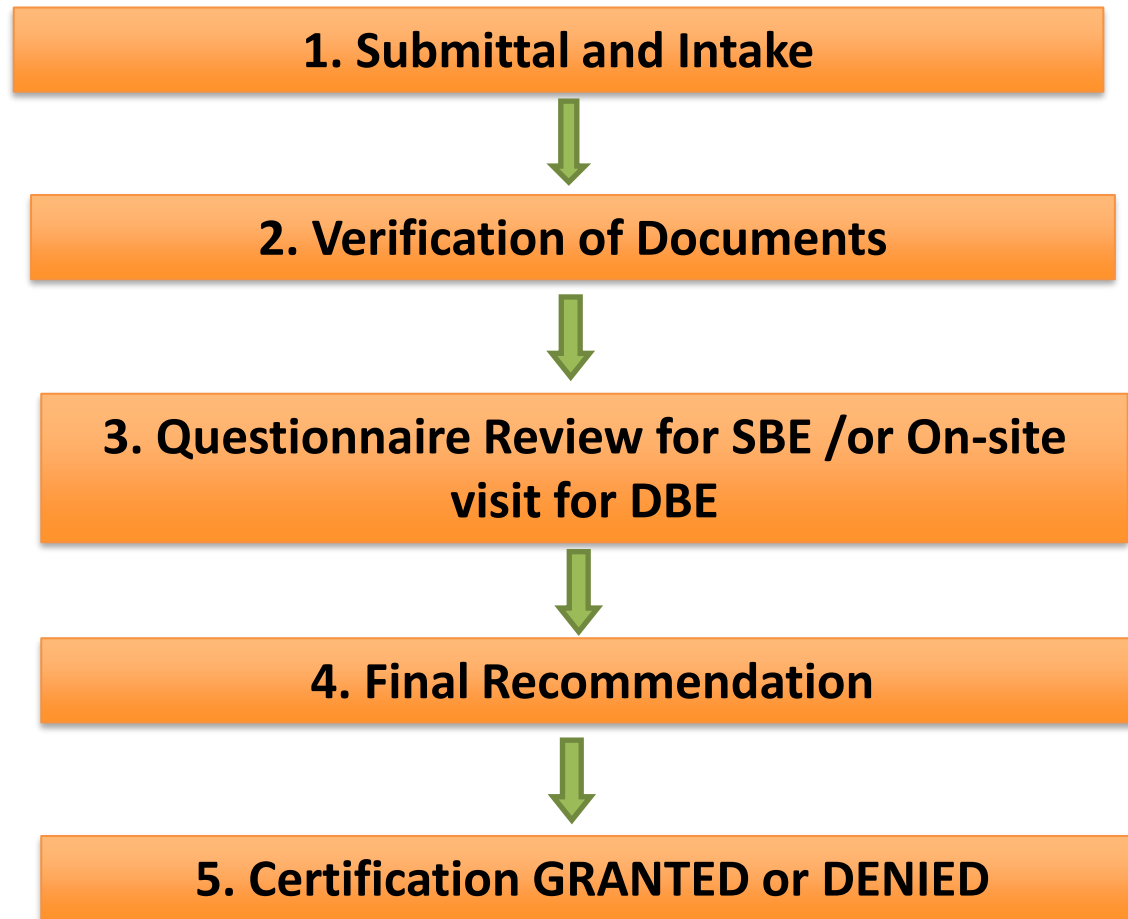 1. Submittal and Intake
2. Verification of Documents
3. Questionnaire Review for SBE /or On-site
visit for DBE
4. Final Recommendation
5. Certification GRANTED or DENIED